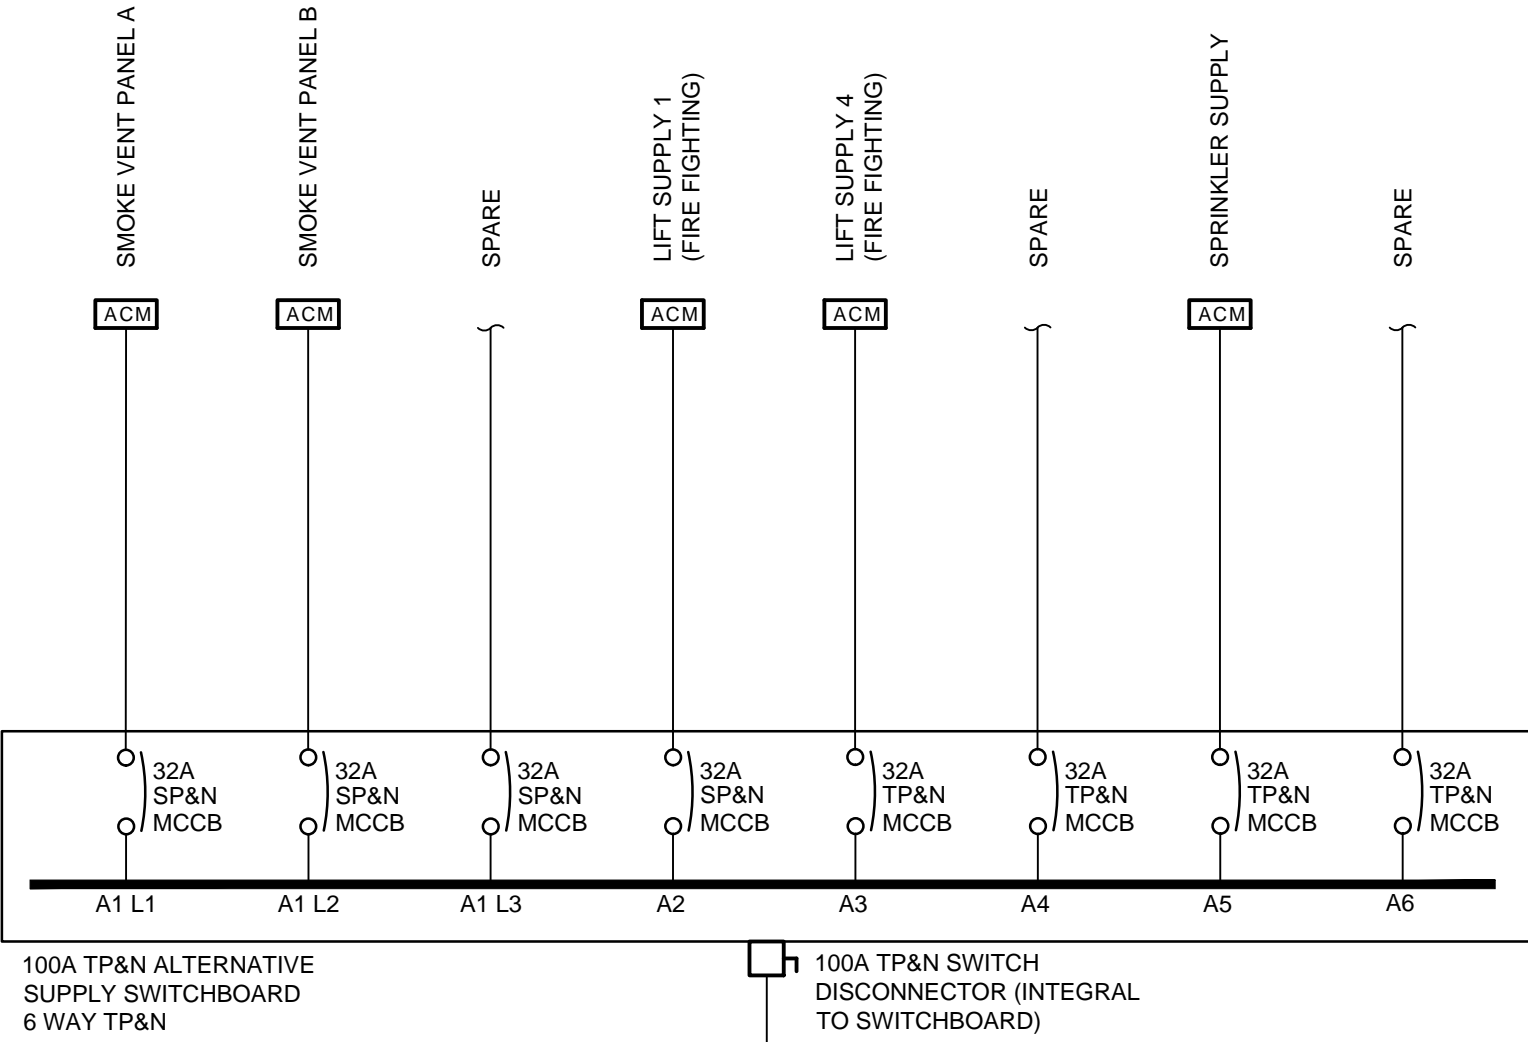 SMOKE VENT PANEL A
SMOKE VENT PANEL B
SPARE
LIFT SUPPLY 1
(FIRE FIGHTING)
LIFT SUPPLY 4
(FIRE FIGHTING)
SPARE
SPRINKLER SUPPLY
SPARE
ACM
ACM
ACM
ACM
ACM
32A
SP&N
MCCB
32A
SP&N
MCCB
32A
SP&N
MCCB
32A
SP&N
MCCB
32A
TP&N
MCCB
32A
TP&N
MCCB
32A
TP&N
MCCB
32A
TP&N
MCCB
A1 L1
A1 L2
A1 L3
A2
A3
A4
A5
A6
100A TP&N ALTERNATIVE
SUPPLY SWITCHBOARD
6 WAY TP&N
100A TP&N SWITCH
DISCONNECTOR (INTEGRAL
TO SWITCHBOARD)